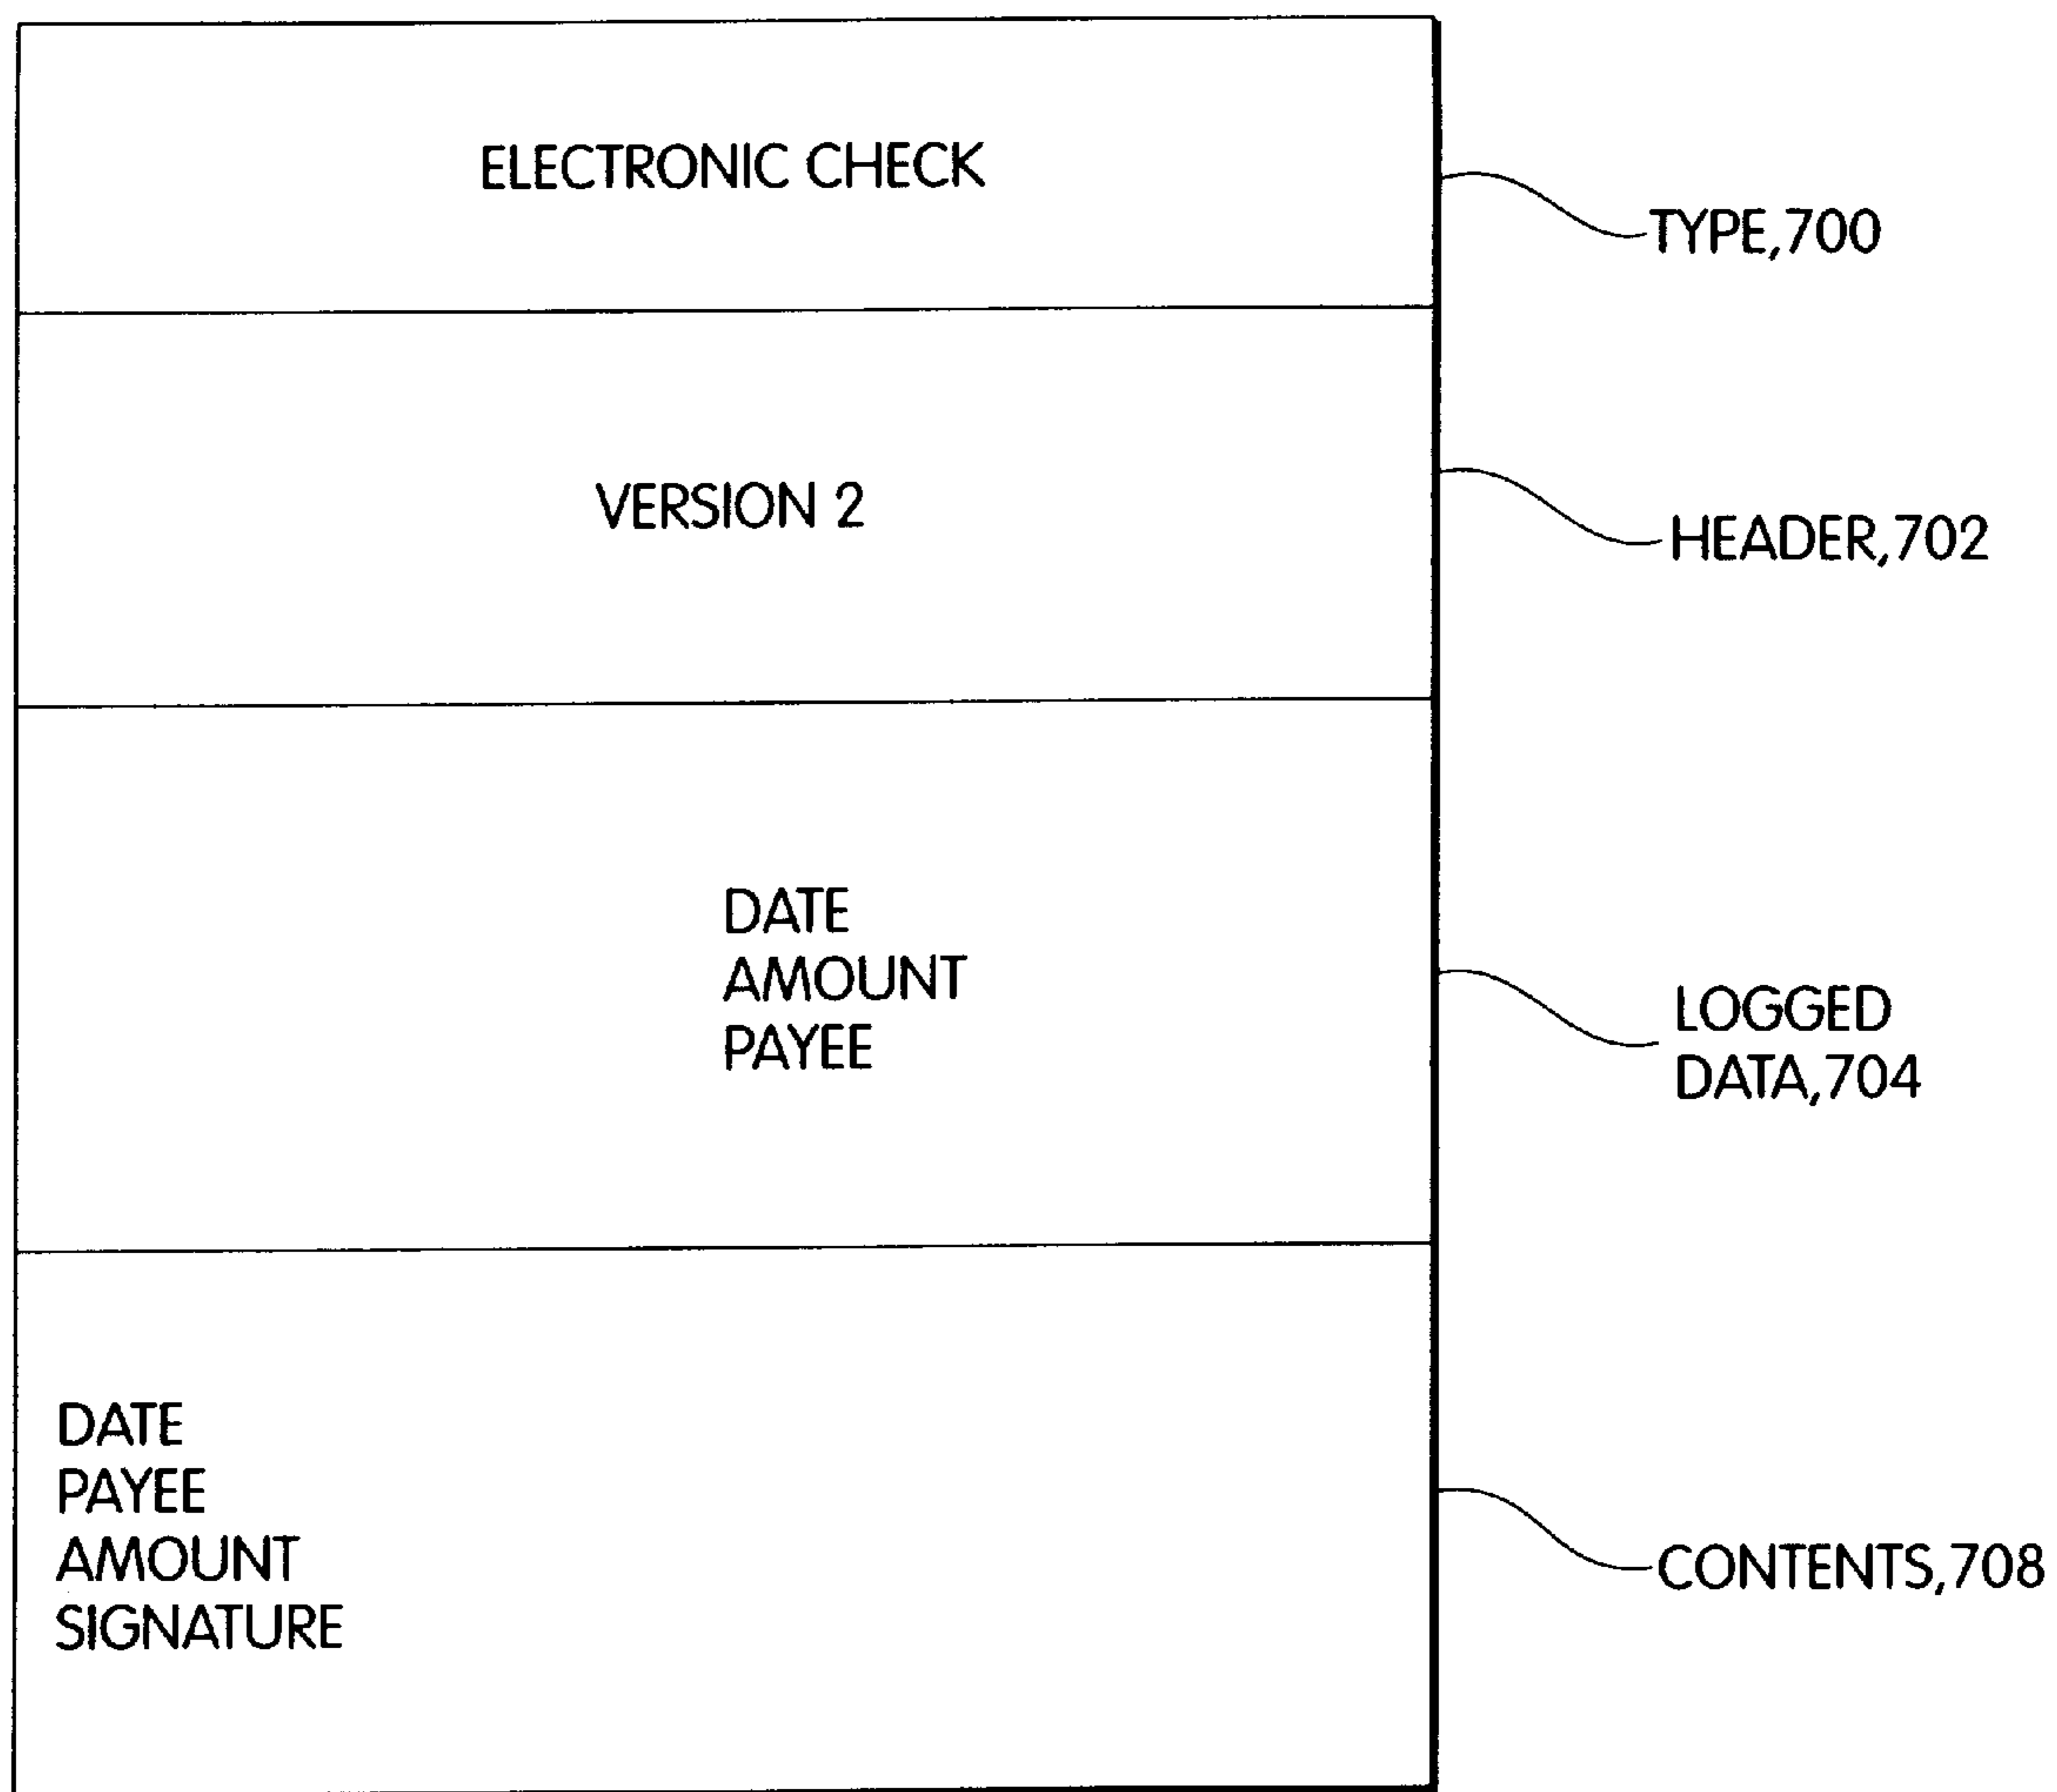 ELECTRONIC CHECK
TYPE,700
VERSION 2
HEADER,702
DATE
AMOUNT
PAYEE
LOGGED
DATA,704
DATE
PAYEE
AMOUNT
SIGNATURE
CONTENTS,708